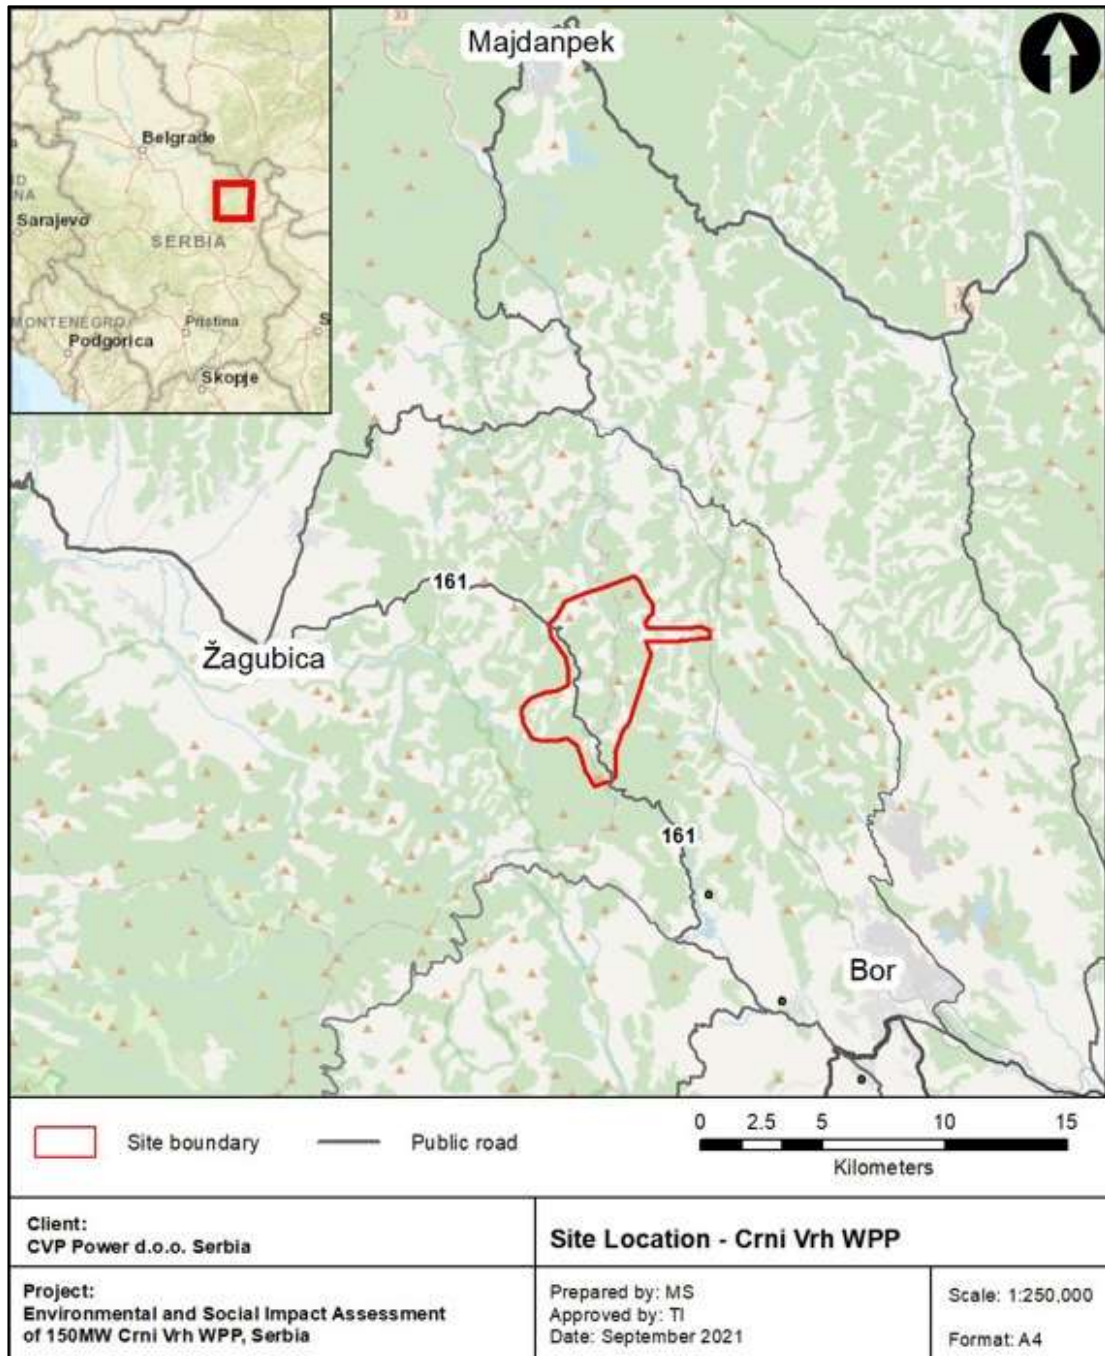 Majdanpek
Belgrade
Sarajevo
SERBIA
MONTENEGRO
Podgorica
Pristina
Skopje
161
Žagubica
161
Bor
Site boundary
Public road
0 2.5 5 10 15
Kilometers
Client:
CVP Power d.o.o. Serbia
Site Location - Crni Vrh WPP
Project:
Environmental and Social Impact Assessment
of 150MW Crni Vrh WPP, Serbia
Prepared by: MS
Approved by: TI
Date: September 2021
Scale: 1:250,000
Format: A4